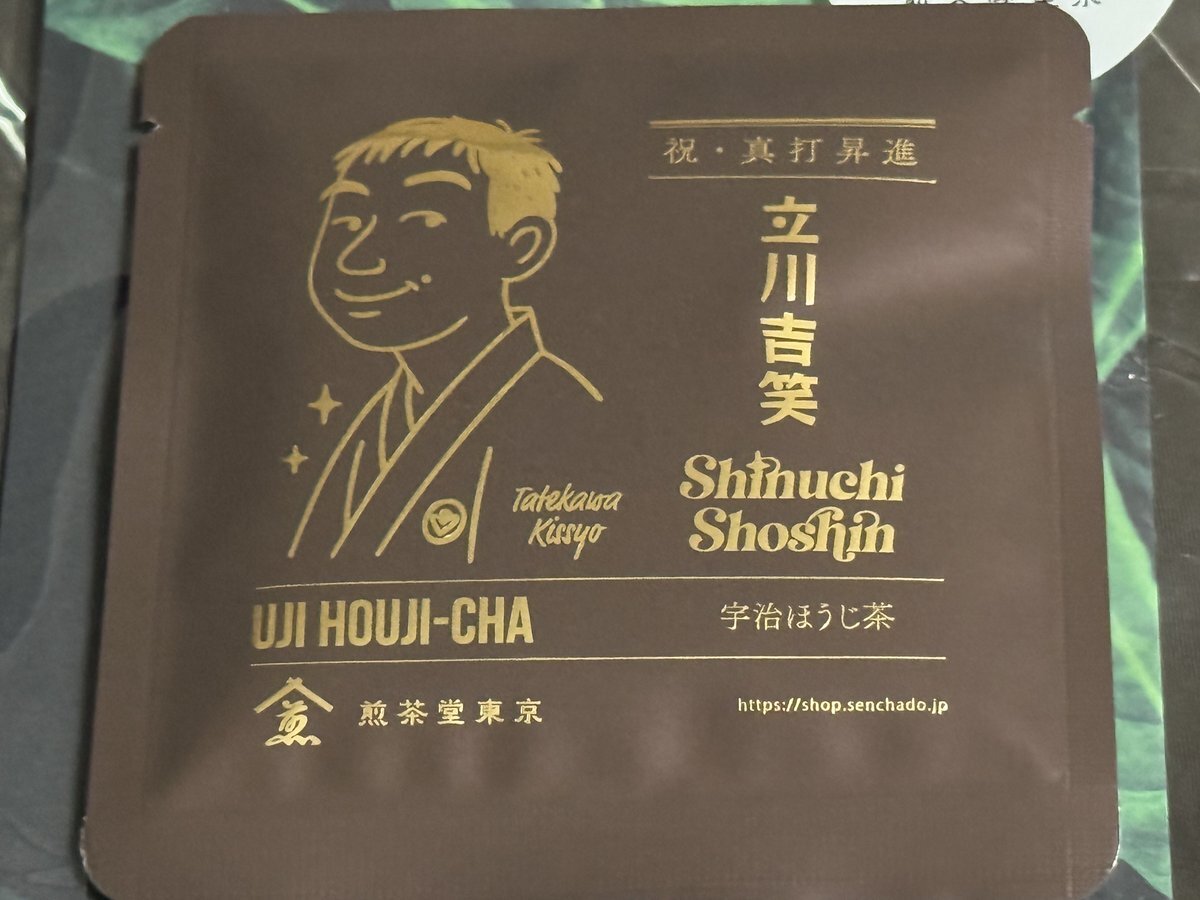 祝・真打昇進
立川吉笑
Tatekawa
Kissyo
Shinuchi
Shoshin
UJI HOUJI-CHA
宇治ほうじ茶
煎
煎茶堂東京
https://shop.senchado.jp